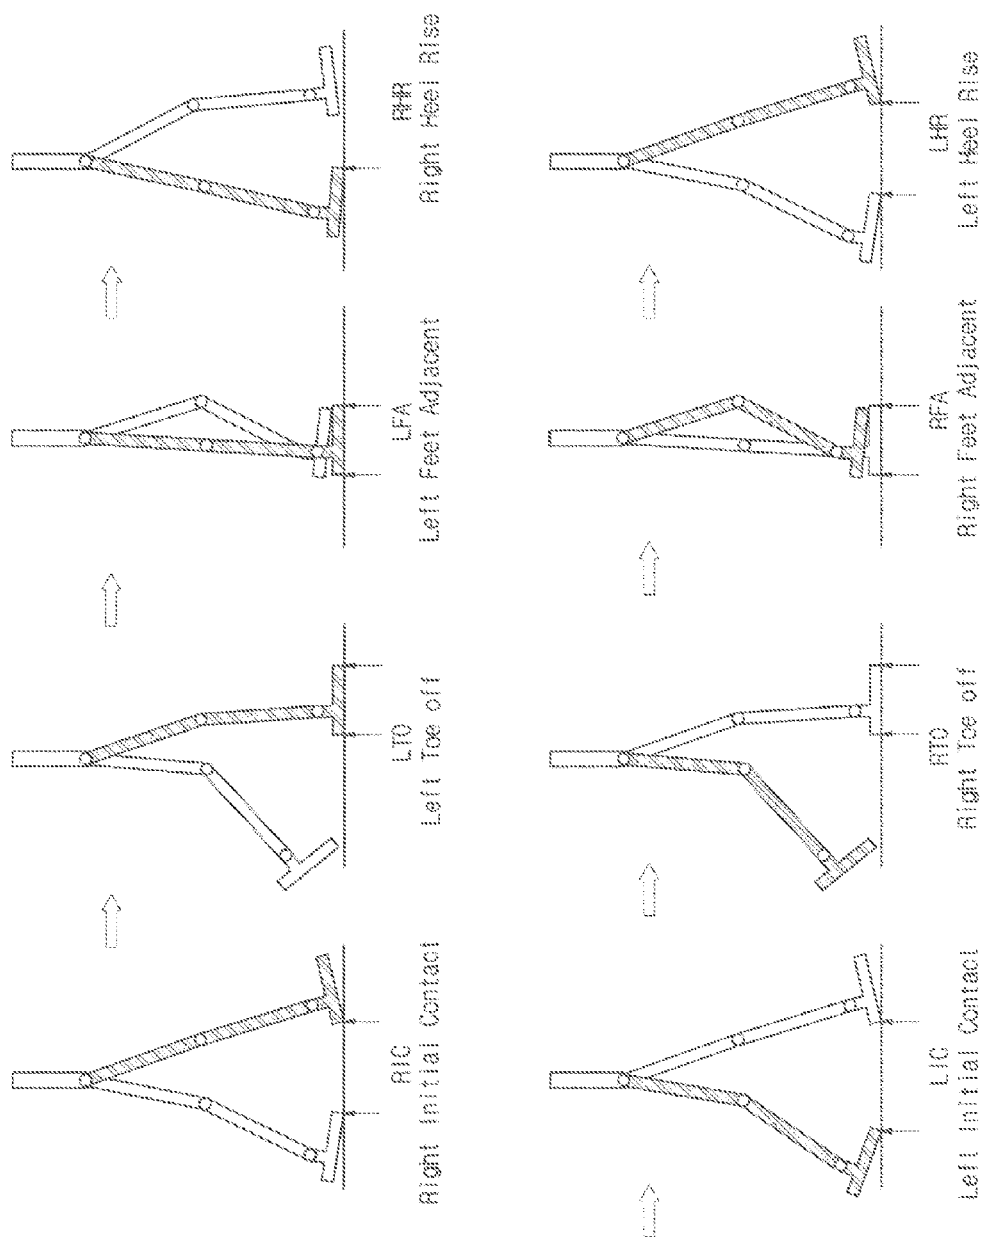 RIC
Right Initial Contact
LTO
Left Toe off
LFA
Left Feet Adjacent
RHR
Right Heel Rise
LIC
Left Initial Contact
RTO
Right Toe off
RFA
Right Feet Adjacent
LHR
Left Heel Rise